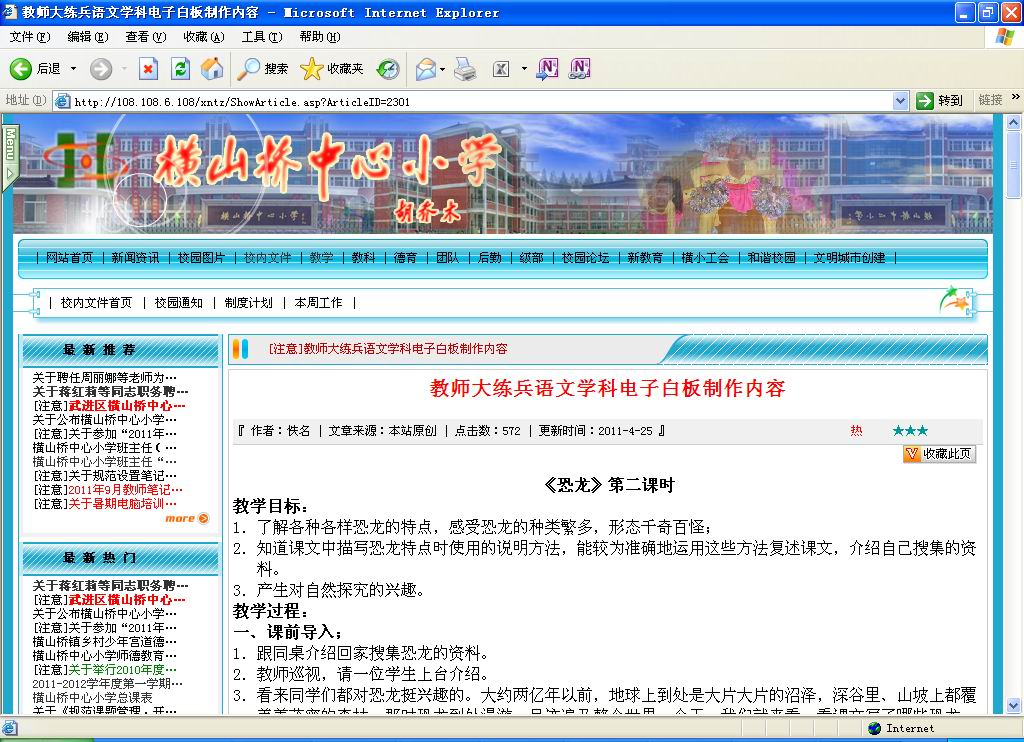 教师大练兵语文学科电子白板制作内容 - Microsoft Internet Explorer
文件(F) 编辑(E) 查看(V) 收藏(A) 工具(T) 帮助(H)
后退 搜索 收藏夹
地址(D) http://108.108.6.108/xntz/ShowArticle.asp?ArticleID=2301 转到 链接 »
Menu
横山桥中心小学
胡乔木
横山桥中心小学
| 网站首页 | 新闻资讯 | 校园图片 | 校内文件 | 教学 | 教科 | 德育 | 团队 | 后勤 | 级部 | 校园论坛 | 新教育 | 横小工会 | 和谐校园 | 文明城市创建 |
| 校内文件首页 | 校园通知 | 制度计划 | 本周工作 |
最 新 推 荐
关于聘任周丽娜等老师为…
关于蒋红莉等同志职务聘…
[注意]武进区横山桥中心…
关于公布横山桥中心小学…
[注意]关于参加“2011年…
横山桥中心小学班主任（…
横山桥中心小学班主任“…
[注意]关于规范设置笔记…
[注意]2011年9月教师笔记…
[注意]关于暑期电脑培训…
more
最 新 热 门
关于蒋红莉等同志职务聘…
[注意]武进区横山桥中心…
关于公布横山桥中心小学…
[注意]关于参加“2011年…
横山桥镇乡村少年宫道德…
横山桥中心小学师德教育…
[注意]关于举行2010年度…
2011-2012学年度第一学期…
横山桥中心小学总课表
关于《规范课题管理，开…
[注意]教师大练兵语文学科电子白板制作内容
教师大练兵语文学科电子白板制作内容
『 作者：佚名 | 文章来源：本站原创 | 点击数：572 | 更新时间：2011-4-25 』 热 ★★★
收藏此页
《恐龙》第二课时
教学目标：
1. 了解各种各样恐龙的特点，感受恐龙的种类繁多，形态千奇百怪；
2. 知道课文中描写恐龙特点时使用的说明方法，能较为准确地运用这些方法复述课文，介绍自己搜集的资
料。
3. 产生对自然探究的兴趣。
教学过程：
一、课前导入；
1. 跟同桌介绍回家搜集恐龙的资料。
2. 教师巡视，请一位学生上台介绍。
3. 看来同学们都对恐龙挺兴趣的。大约两亿年以前，地球上到处是大片大片的沼泽，深谷里、山坡上都覆
Internet